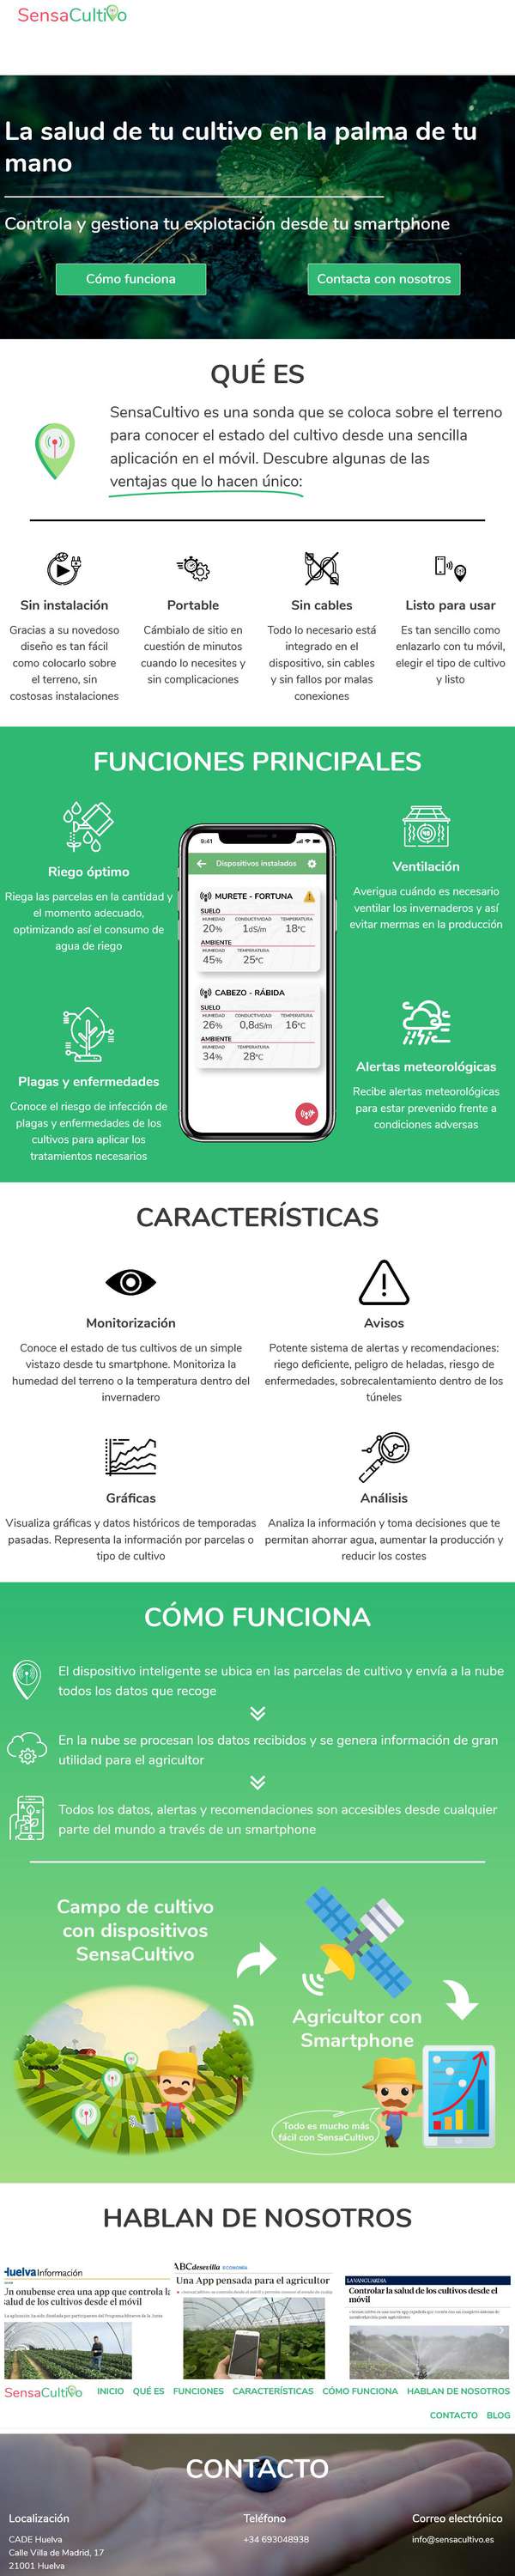 SensaCultivo
La salud de tu cultivo en la palma de tu
mano
Controla y gestiona tu explotación desde tu smartphone
Cómo funciona
Contacta con nosotros
QUÉ ES
SensaCultivo es una sonda que se coloca sobre el terreno
para conocer el estado del cultivo desde una sencilla
aplicación en el móvil. Descubre algunas de las
ventajas que lo hacen único:
Sin instalación
Gracias a su novedoso
diseño es tan fácil
como colocarlo sobre
el terreno, sin
costosas instalaciones
Portable
Cámbialo de sitio en
cuestión de minutos
cuando lo necesites y
sin complicaciones
Sin cables
Todo lo necesario está
integrado en el
dispositivo, sin cables
y sin fallos por malas
conexiones
Listo para usar
Es tan sencillo como
enlazarlo con tu móvil,
elegir el tipo de cultivo
y listo
FUNCIONES PRINCIPALES
Riego óptimo
Riega las parcelas en la cantidad y
el momento adecuado,
optimizando así el consumo de
agua de riego
Plagas y enfermedades
Conoce el riesgo de infección de
plagas y enfermedades de los
cultivos para aplicar los
tratamientos necesarios
9:41
Dispositivos instalados
MURETE - FORTUNA
SUELO
HUMEDAD CONDUCTIVIDAD TEMPERATURA
20% 1dS/m 18ºC
AMBIENTE
HUMEDAD TEMPERATURA
45% 25ºC
CABEZO - RÁBIDA
SUELO
HUMEDAD CONDUCTIVIDAD TEMPERATURA
26% 0,8dS/m 16ºC
AMBIENTE
HUMEDAD TEMPERATURA
34% 28ºC
Ventilación
Averigua cuándo es necesario
ventilar los invernaderos y así
evitar mermas en la producción
Alertas meteorológicas
Recibe alertas meteorológicas
para estar prevenido frente a
condiciones adversas
CARACTERÍSTICAS
Monitorización
Conoce el estado de tus cultivos de un simple
vistazo desde tu smartphone. Monitoriza la
humedad del terreno o la temperatura dentro del
invernadero
Avisos
Potente sistema de alertas y recomendaciones:
riego deficiente, peligro de heladas, riesgo de
enfermedades, sobrecalentamiento dentro de los
túneles
Gráficas
Visualiza gráficas y datos históricos de temporadas
pasadas. Representa la información por parcelas o
tipo de cultivo
Análisis
Analiza la información y toma decisiones que te
permitan ahorrar agua, aumentar la producción y
reducir los costes
CÓMO FUNCIONA
El dispositivo inteligente se ubica en las parcelas de cultivo y envía a la nube
todos los datos que recoge
En la nube se procesan los datos recibidos y se genera información de gran
utilidad para el agricultor
Todos los datos, alertas y recomendaciones son accesibles desde cualquier
parte del mundo a través de un smartphone
Campo de cultivo
con dispositivos
SensaCultivo
Agricultor con
Smartphone
Todo es mucho más
fácil con SensaCultivo
HABLAN DE NOSOTROS
Huelva Información
Un onubense crea una app que controla la
salud de los cultivos desde el móvil
ABCdesevilla ECONOMÍA
Una App pensada para el agricultor
LA VANGUARDIA
Controlar la salud de los cultivos desde el
móvil
SensaCultivo
INICIO QUÉ ES FUNCIONES CARACTERÍSTICAS CÓMO FUNCIONA HABLAN DE NOSOTROS
CONTACTO BLOG
CONTACTO
Localización
CADE Huelva
Calle Villa de Madrid, 17
21001 Huelva
Teléfono
+34 693048938
Correo electrónico
info@sensacultivo.es